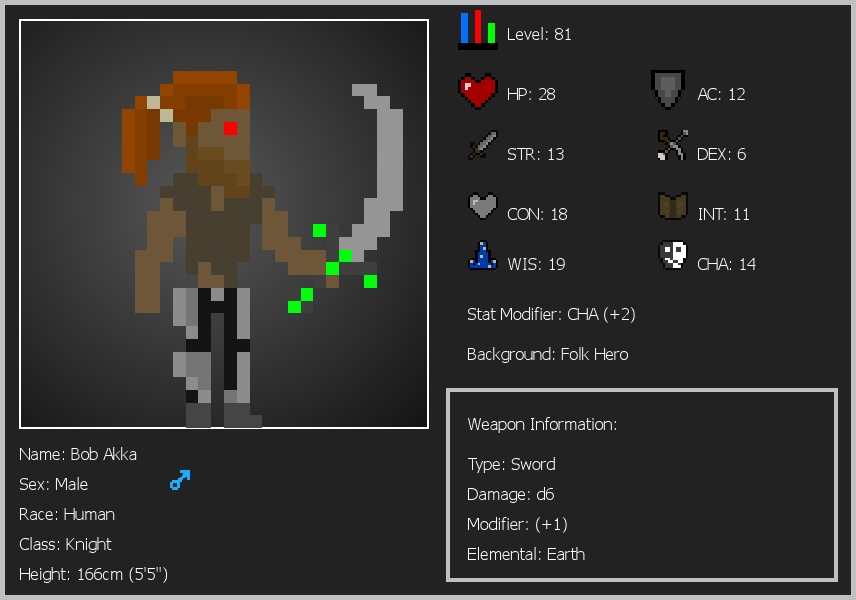 Level: 81
HP: 28
AC: 12
STR: 13
DEX: 6
CON: 18
INT: 11
WIS: 19
CHA: 14
Stat Modifier: CHA (+2)
Background: Folk Hero
Weapon Information:
Type: Sword
Damage: d6
Modifier: (+1)
Elemental: Earth
Name: Bob Akka
Sex: Male
Race: Human
Class: Knight
Height: 166cm (5'5")